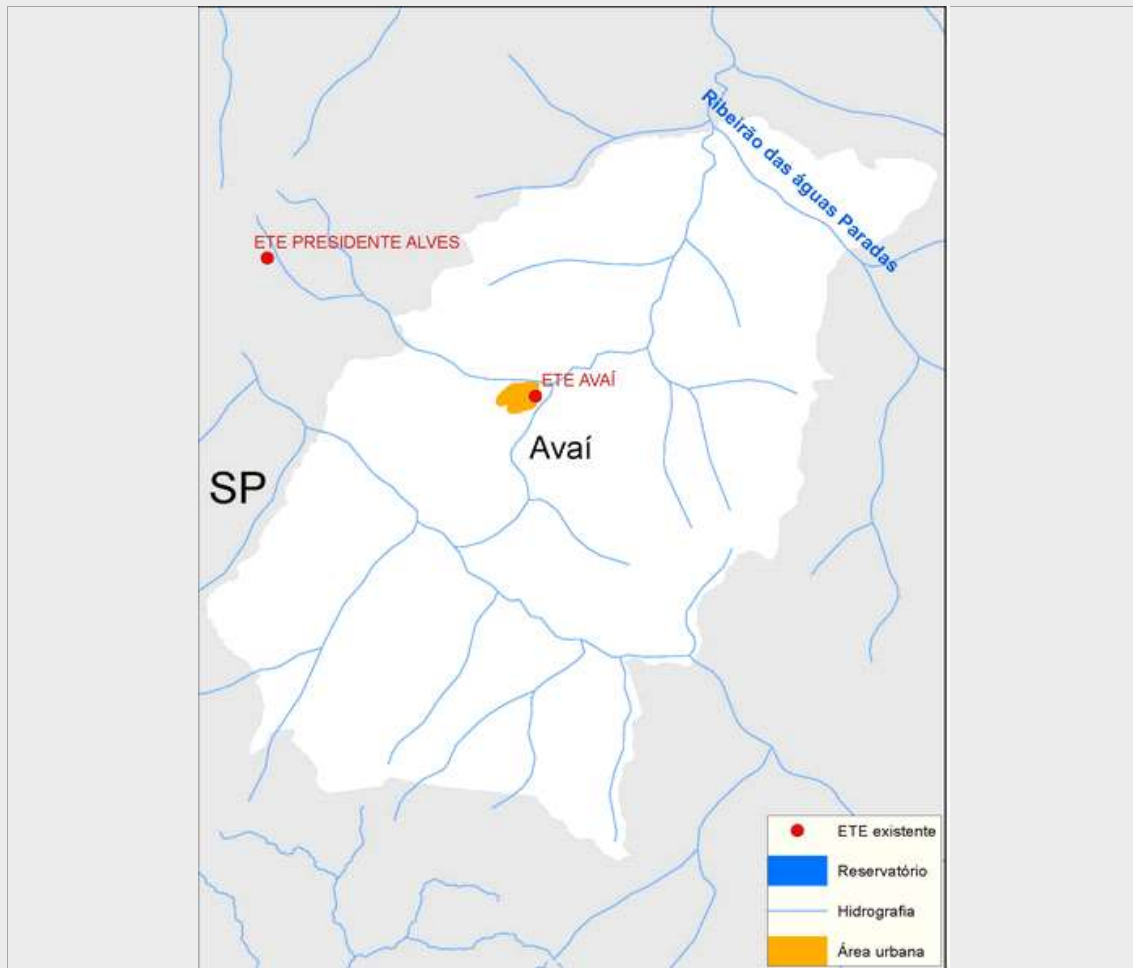 Ribeirão das águas Paradas
ETE PRESIDENTE ALVES
ETE AVAÍ
Avaí
SP
ETE existente
Reservatório
Hidrografia
Área urbana